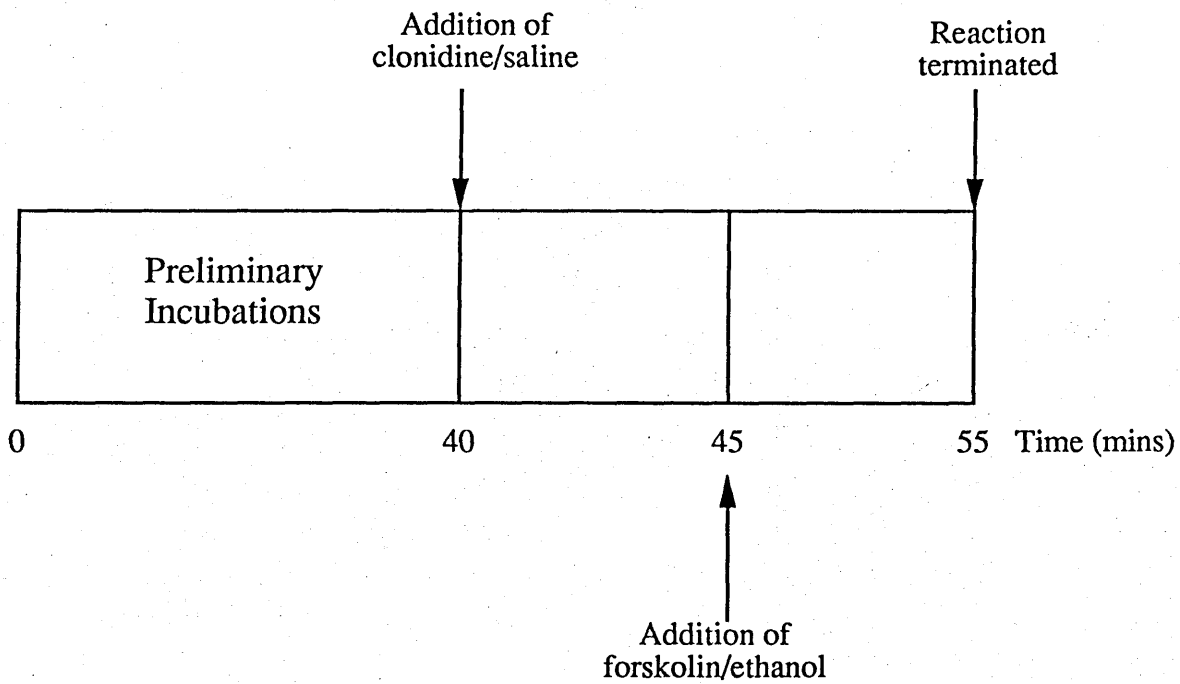 Addition of
clonidine/saline
Reaction
terminated
Preliminary
Incubations
0
40
45
55
Time (mins)
Addition of
forskolin/ethanol